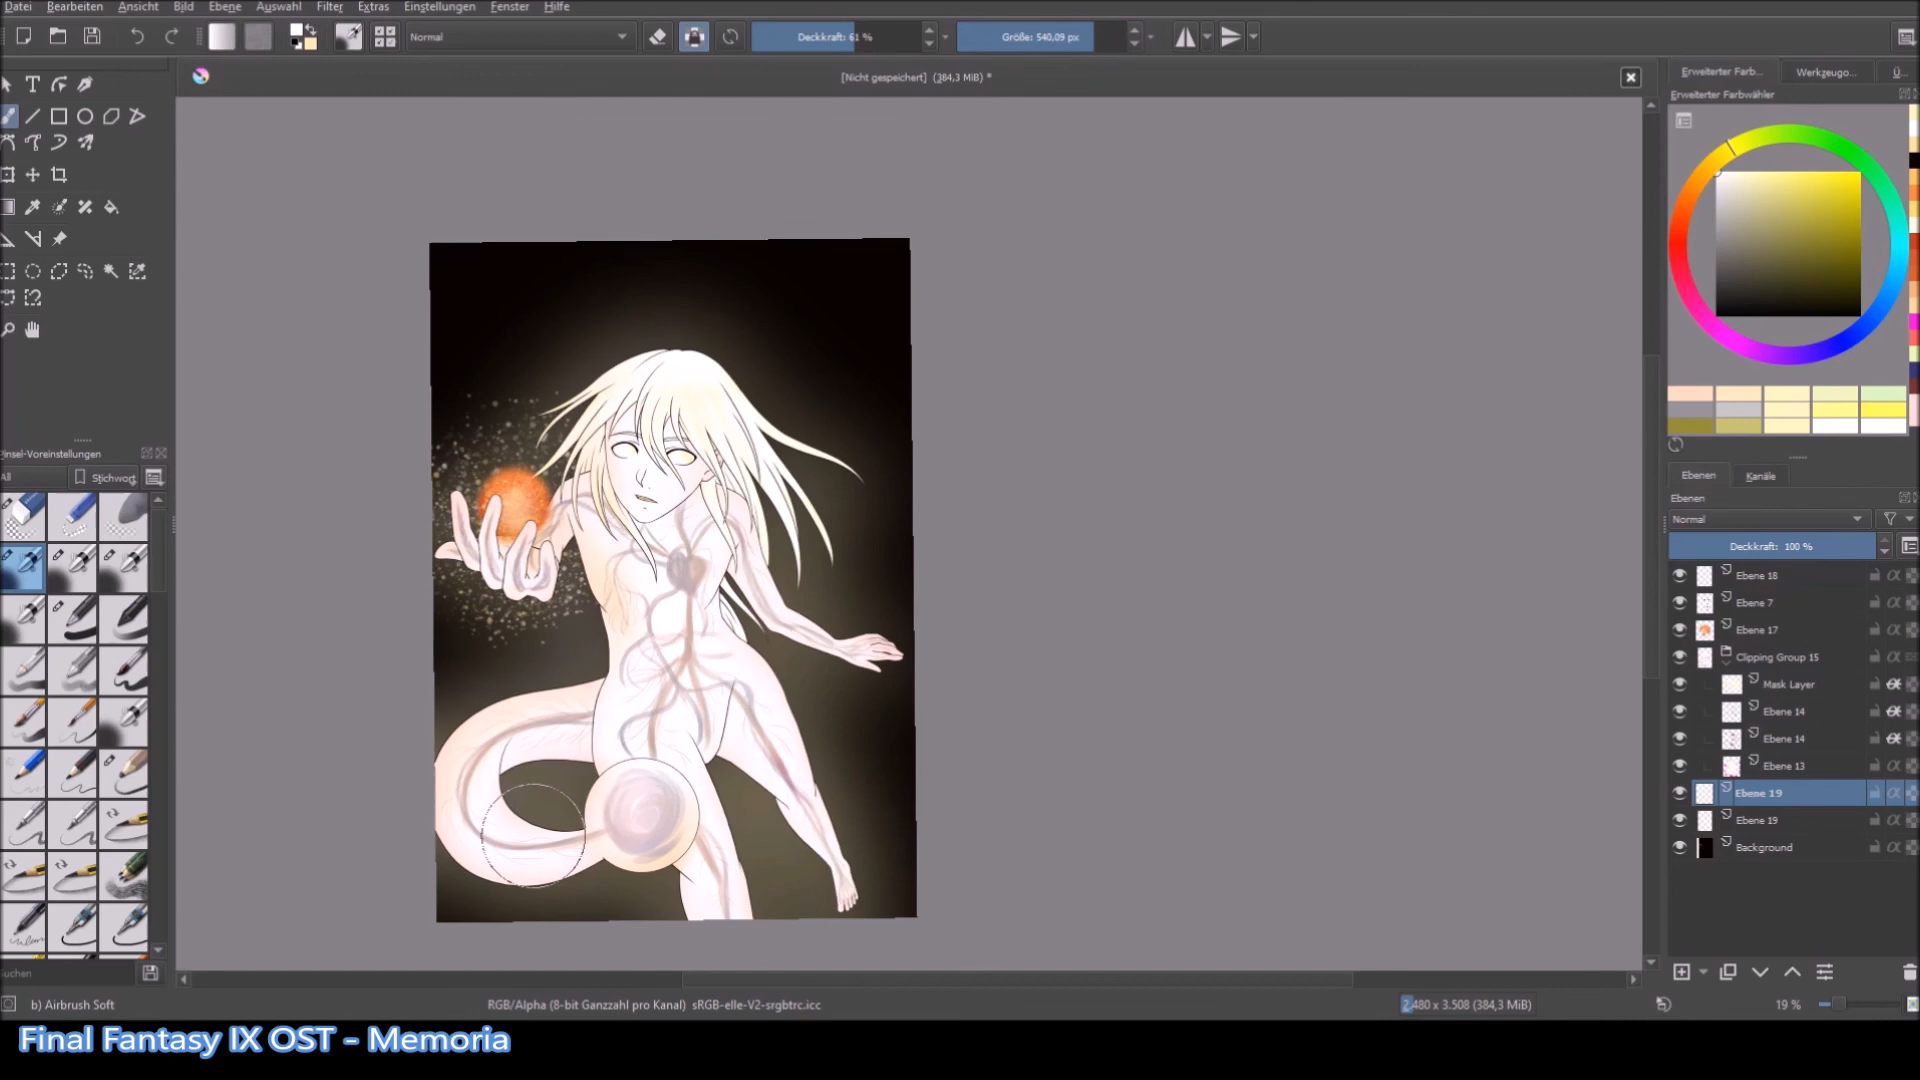 Datei Bearbeiten Ansicht Bild Ebene Auswahl Filter Extras Einstellungen Fenster Hilfe
Normal
Deckkraft: 61 %
Größe: 540,09 px
[Nicht gespeichert] (384,3 MiB) *
Erweiterter Farb...
Werkzeugo...
Erweiterter Farbwähler
Pinsel-Voreinstellungen
All
Stichwort
Ebenen
Kanäle
Ebenen
Normal
Deckkraft: 100 %
Ebene 18
Ebene 7
Ebene 17
Clipping Group 15
Mask Layer
Ebene 14
Ebene 14
Ebene 13
Ebene 19
Ebene 19
Background
Suchen
b) Airbrush Soft
RGB/Alpha (8-bit Ganzzahl pro Kanal) sRGB-elle-V2-srgbtrc.icc
2.480 x 3.508 (384,3 MiB)
19 %
Final Fantasy IX OST - Memoria